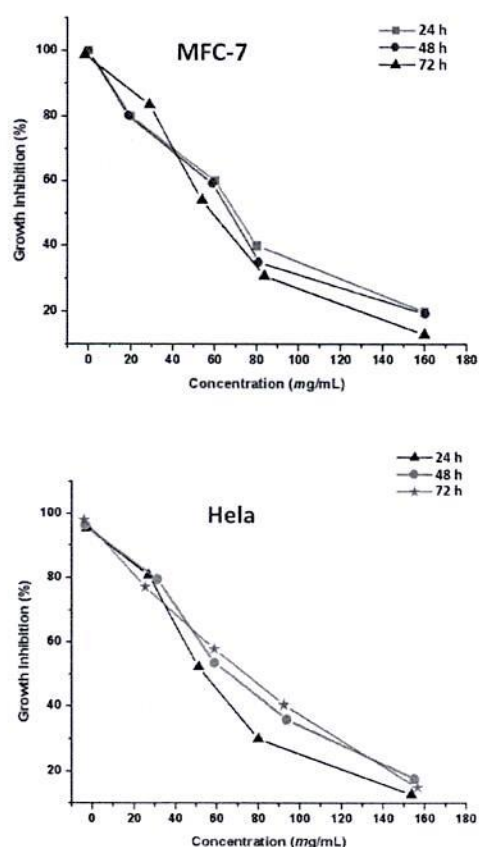 MFC-7
24 h
48 h
72 h
100
80
60
40
20
Growth Inhibition (%)
0 20 40 60 80 100 120 140 160 180
Concentration (mg/mL)
Hela
24 h
48 h
72 h
100
80
60
40
20
Growth Inhibition (%)
0 20 40 60 80 100 120 140 160 180
Concentration (mg/mL)